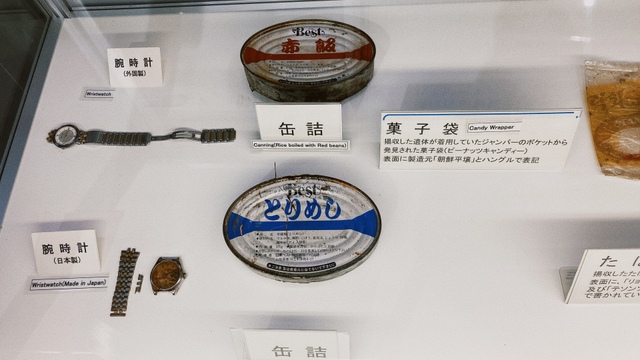 腕時計
(外国製)
Wristwatch
Best
赤飯
缶詰
Canning(Rice boiled with Red beans)
菓子袋 Candy Wrapper
揚収した遺体が着用していたジャンパーのポケットから
発見された菓子袋(ピーナッツキャンディー)
表面に製造元「朝鮮平壌」とハングルで表記
Best
とりめし
腕時計
(日本製)
Wristwatch(Made in Japan)
缶詰
た
揚収した
表面に、「リ
及び「テソン
で書かれてい